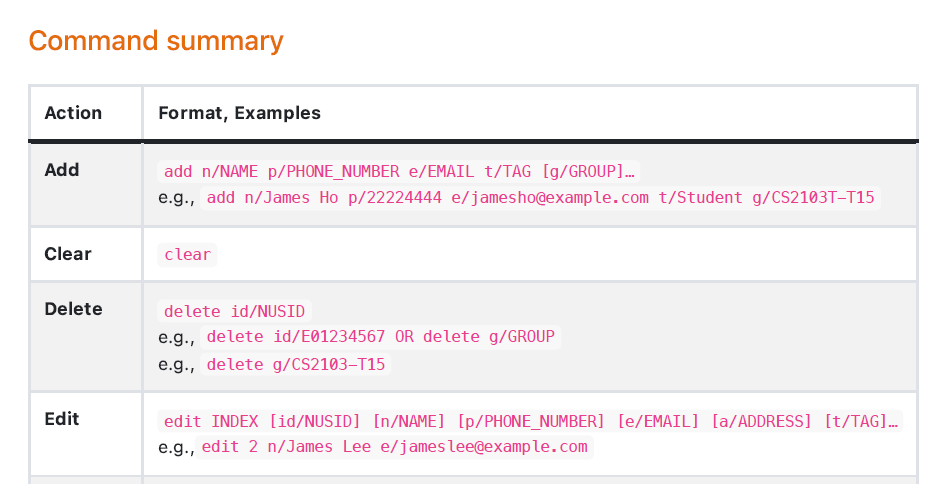 Command summary
Action Format, Examples
Add add n/NAME p/PHONE_NUMBER e/EMAIL t/TAG [g/GROUP]…
e.g., add n/James Ho p/22224444 e/jamesho@example.com t/Student g/CS2103T-T15
Clear clear
Delete delete id/NUSID
e.g., delete id/E01234567 OR delete g/GROUP
e.g., delete g/CS2103-T15
Edit edit INDEX [id/NUSID] [n/NAME] [p/PHONE_NUMBER] [e/EMAIL] [a/ADDRESS] [t/TAG]…
e.g., edit 2 n/James Lee e/jameslee@example.com